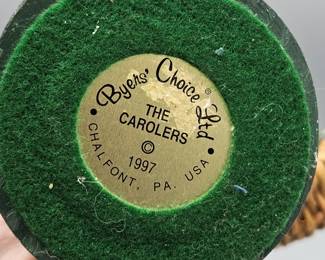 Byers' Choice Ltd
®
THE
CAROLERS
©
1997
• CHALFONT, PA. USA •